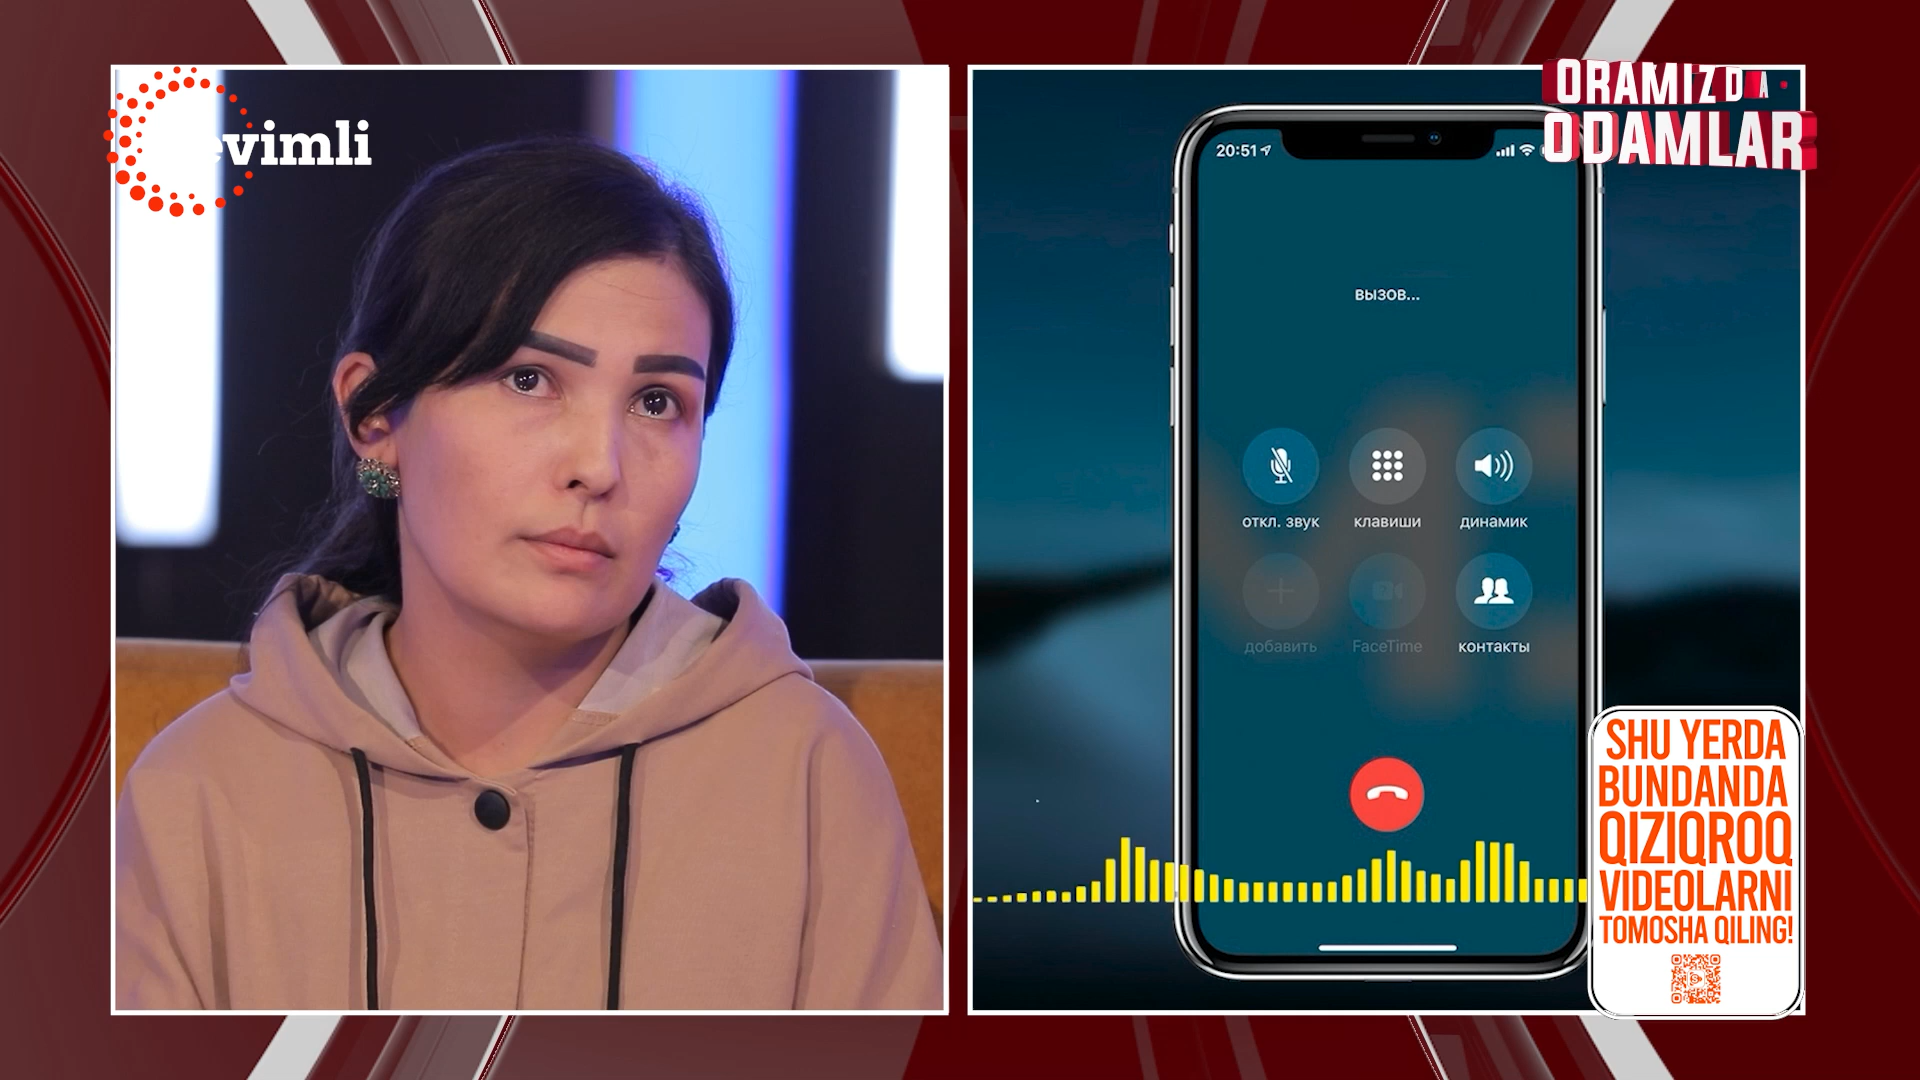 evimli
ORAMIZDA
ODAMLAR
20:51
вызов...
откл. звук
клавиши
динамик
добавить
FaceTime
контакты
SHU YERDA
BUNDANDA
QIZIQROQ
VIDEOLARNI
TOMOSHA QILING!